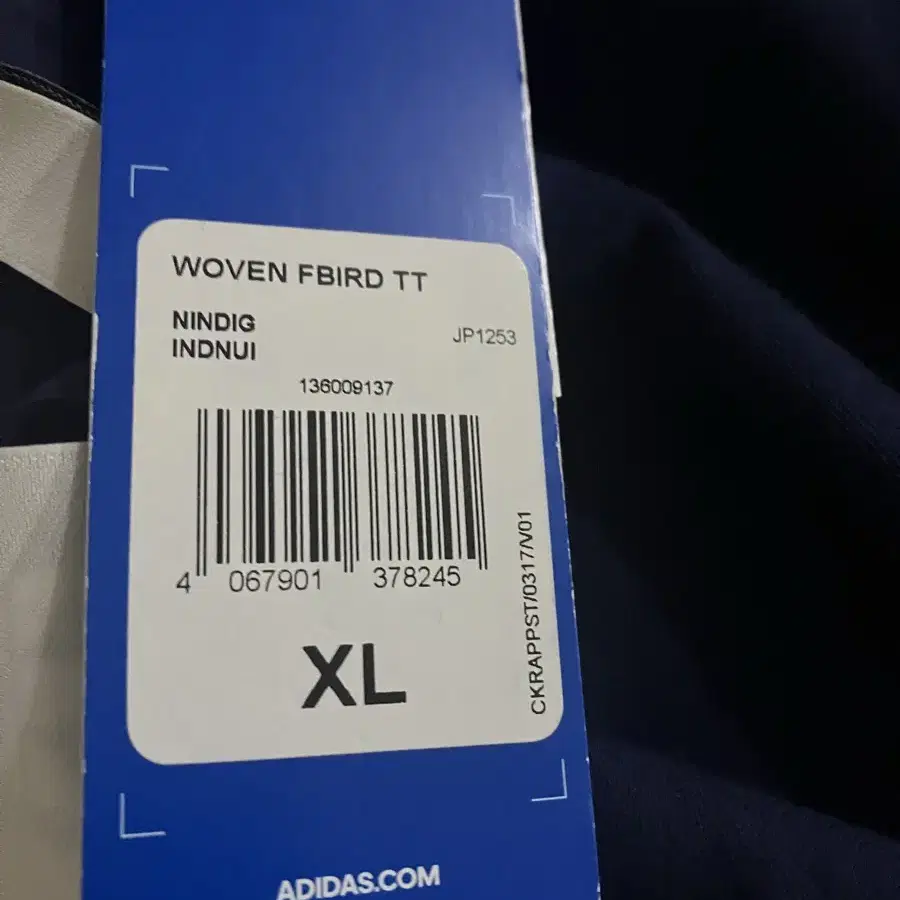 WOVEN FBIRD TT
NINDIG
INDNUI
JP1253
136009137
4 067901 378245
XL
CKRAPPST/0317/V01
ADIDAS.COM